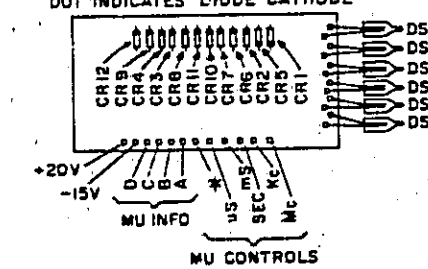 DOT INDICATES DIODE CATHODE
DS
DS
DS
DS
DS
DS
CR12
CR9
CR4
CR3
CR8
CR11
CR10
CR7
CR6
CR2
CR5
CR1
+20V
-15V
D
C
B
A
*
uS
mS
SEC
Kc
Mc
MU INFO
MU CONTROLS